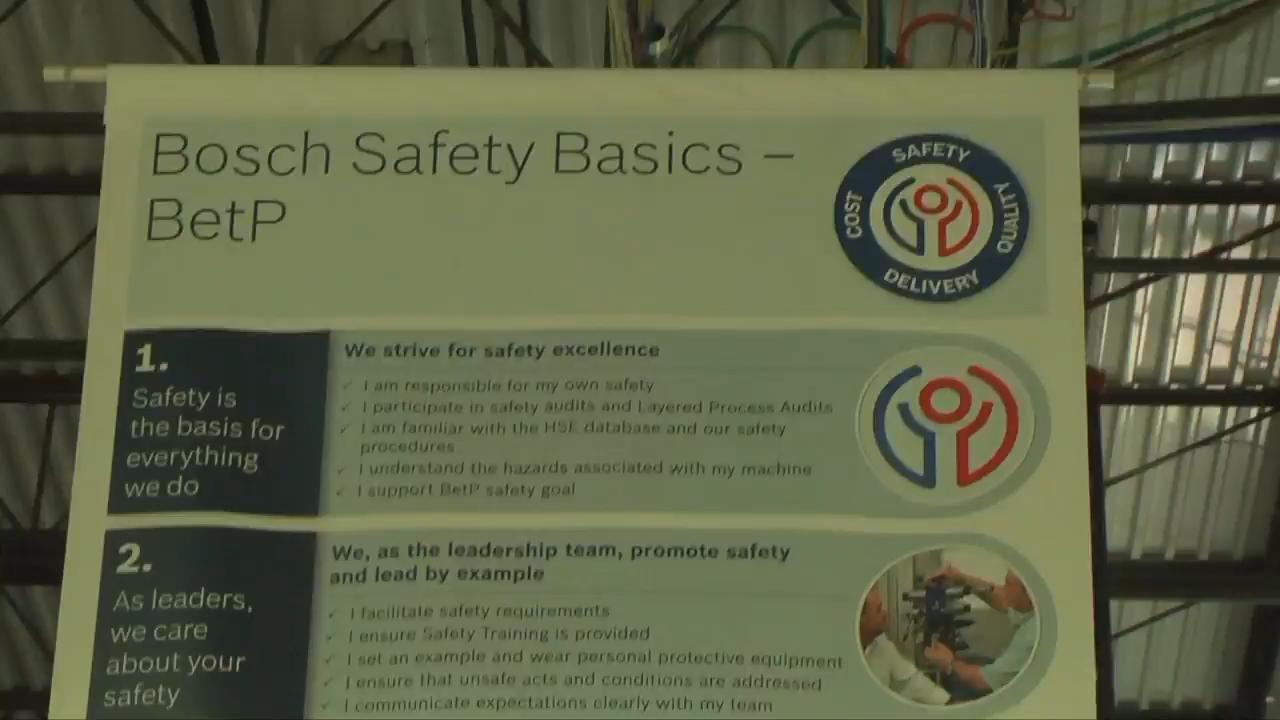 Bosch Safety Basics –
BetP
SAFETY
COST
QUALITY
DELIVERY
1.
Safety is
the basis for
everything
we do
We strive for safety excellence
✓ I am responsible for my own safety
✓ I participate in safety audits and Layered Process Audits
✓ I am familiar with the HSE database and our safety
procedures
✓ I understand the hazards associated with my machine
✓ I support BetP safety goal
2.
As leaders,
we care
about your
safety
We, as the leadership team, promote safety
and lead by example
✓ I facilitate safety requirements
✓ I ensure Safety Training is provided
✓ I set an example and wear personal protective equipment
✓ I ensure that unsafe acts and conditions are addressed
✓ I communicate expectations clearly with my team